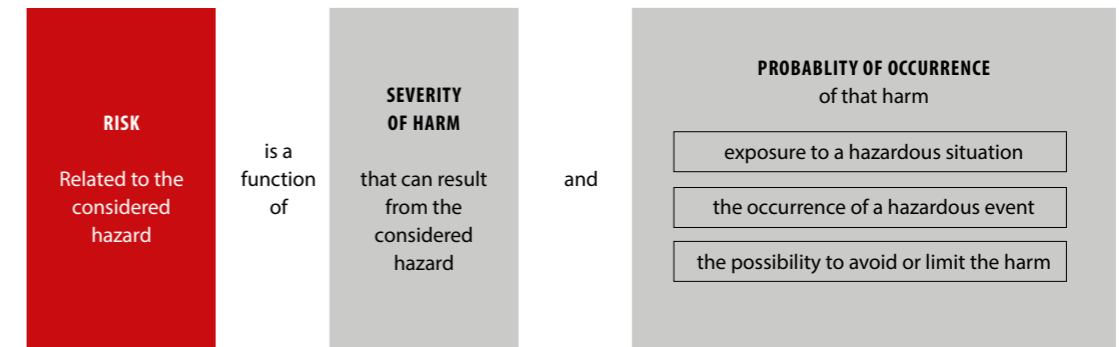 RISK
Related to the
considered
hazard
is a
function
of
SEVERITY
OF HARM
that can result
from the
considered
hazard
and
PROBABLITY OF OCCURRENCE
of that harm
exposure to a hazardous situation
the occurrence of a hazardous event
the possibility to avoid or limit the harm